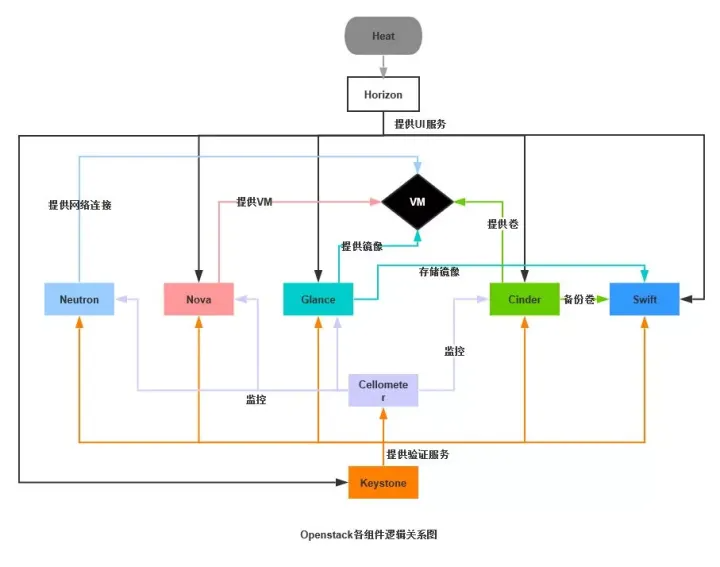 Heat
Horizon
提供UI服务
提供网络连接
提供VM
VM
提供卷
提供镜像
存储镜像
Neutron
Nova
Glance
Cinder
备份卷
Swift
监控
监控
Cellomete
r
提供验证服务
Keystone
Openstack各组件逻辑关系图